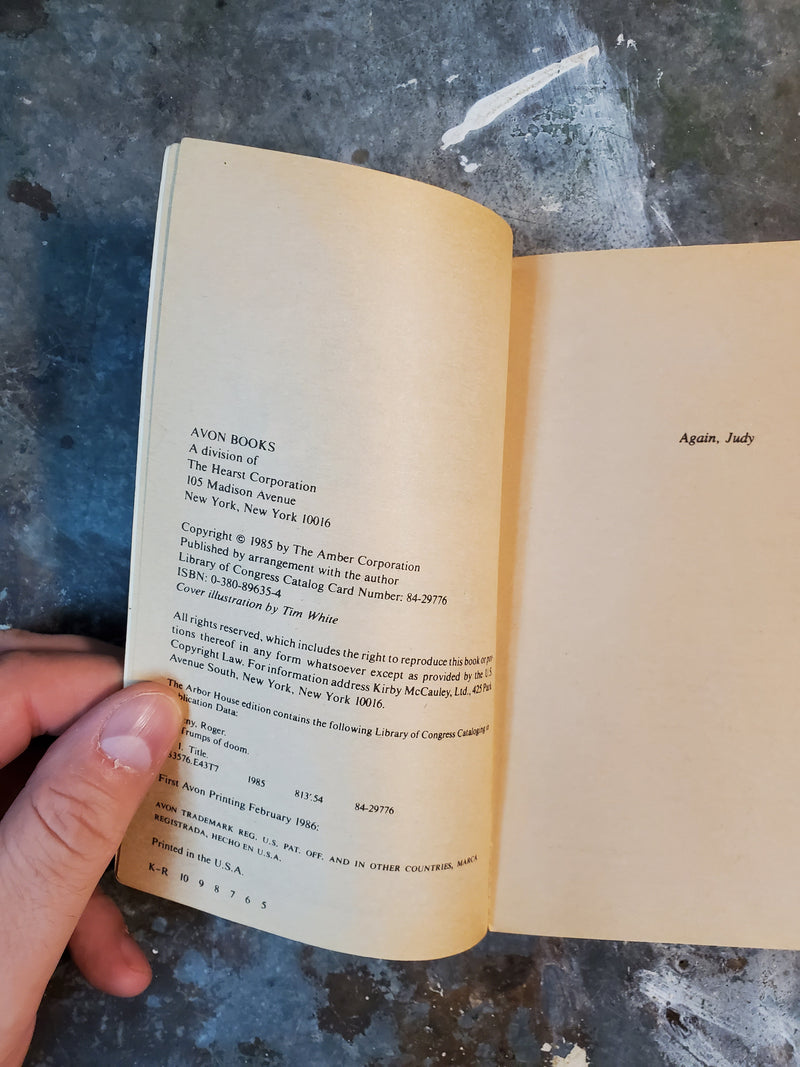 AVON BOOKS
A division of
The Hearst Corporation
105 Madison Avenue
New York, New York 10016
Copyright © 1985 by The Amber Corporation
Published by arrangement with the author
Library of Congress Catalog Card Number: 84-29776
ISBN: 0-380-89635-4
Cover illustration by Tim White
All rights reserved, which includes the right to reproduce this book or por-
tions thereof in any form whatsoever except as provided by the U.S.
Copyright Law. For information address Kirby McCauley, Ltd., 425 Park
Avenue South, New York, New York 10016.
The Arbor House edition contains the following Library of Congress Cataloging in
Data:
Roger.
Trumps of doom.
I. Title.
3576.E43T7 1985 813'.54 84-29776
First Avon Printing February 1986:
AVON TRADEMARK REG. U.S. PAT. OFF. AND IN OTHER COUNTRIES, MARCA
REGISTRADA, HECHO EN U.S.A.
Printed in the U.S.A.
K-R 10 9 8 7 6 5
Again, Judy